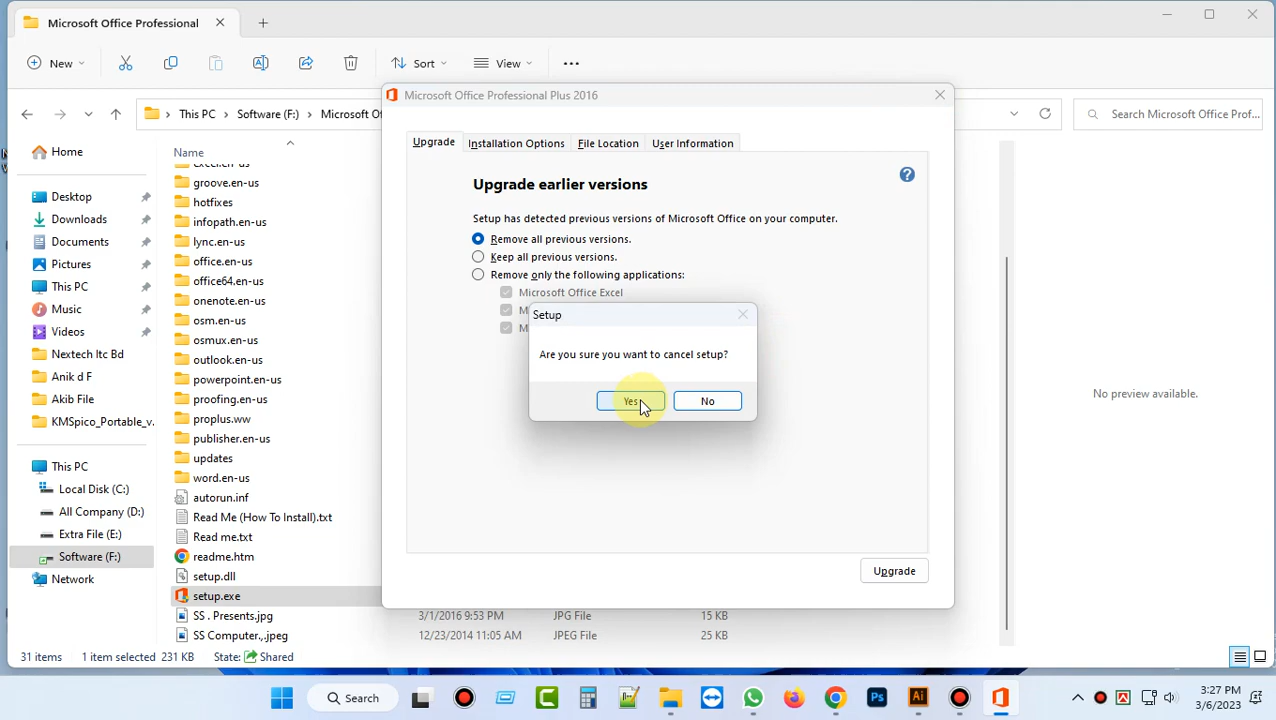 Microsoft Office Professional
New
Sort
View
This PC
Software (F:)
Microsoft Of
Search Microsoft Office Prof...
Home
Desktop
Downloads
Documents
Pictures
This PC
Music
Videos
Nextech ltc Bd
Anik d F
Akib File
KMSpico_Portable_v.
This PC
Local Disk (C:)
All Company (D:)
Extra File (E:)
Software (F:)
Network
Name
excel.en-us
groove.en-us
hotfixes
infopath.en-us
lync.en-us
office.en-us
office64.en-us
onenote.en-us
osm.en-us
osmux.en-us
outlook.en-us
powerpoint.en-us
proofing.en-us
proplus.ww
publisher.en-us
updates
word.en-us
autorun.inf
Read Me (How To Install).txt
Read me.txt
readme.htm
setup.dll
setup.exe
SS . Presents.jpg 3/1/2016 9:53 PM JPG File 15 KB
SS Computer.,.jpeg 12/23/2014 11:05 AM JPEG File 25 KB
Microsoft Office Professional Plus 2016
Upgrade
Installation Options
File Location
User Information
Upgrade earlier versions
Setup has detected previous versions of Microsoft Office on your computer.
Remove all previous versions.
Keep all previous versions.
Remove only the following applications:
Microsoft Office Excel
Setup
Are you sure you want to cancel setup?
Yes
No
Upgrade
No preview available.
31 items 1 item selected 231 KB State: Shared
Search
Ps
Ai
3:27 PM
3/6/2023